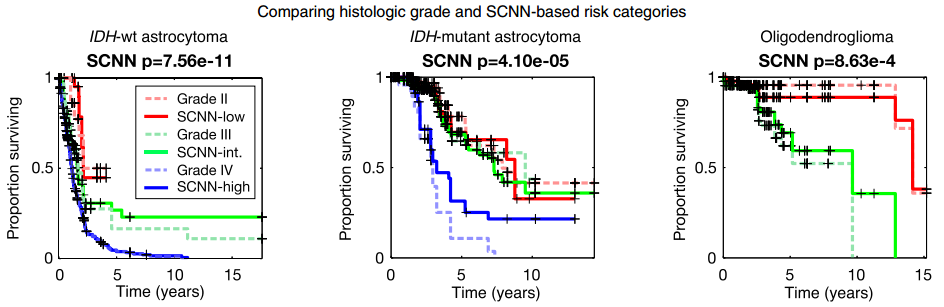 Comparing histologic grade and SCNN-based risk categories
IDH-wt astrocytoma
SCNN p=7.56e-11
Proportion surviving
1
0.5
0
Grade II
SCNN-low
Grade III
SCNN-int.
Grade IV
SCNN-high
0 5 10 15
Time (years)
IDH-mutant astrocytoma
SCNN p=4.10e-05
Proportion surviving
1
0.5
0
0 5 10
Time (years)
Oligodendroglioma
SCNN p=8.63e-4
Proportion surviving
1
0.5
0
0 5 10 15
Time (years)